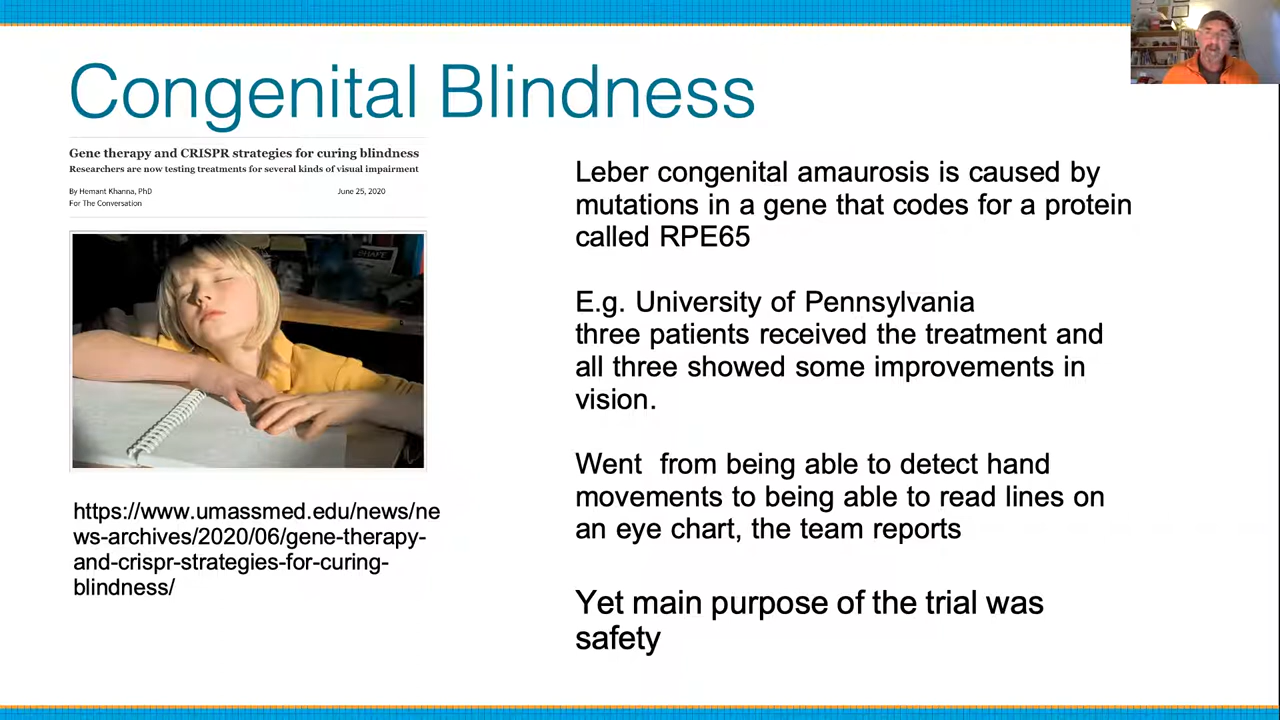 Congenital Blindness
Gene therapy and CRISPR strategies for curing blindness
Researchers are now testing treatments for several kinds of visual impairment
By Hemant Khanna, PhD
June 25, 2020
For The Conversation
https://www.umassmed.edu/news/ne
ws-archives/2020/06/gene-therapy-
and-crispr-strategies-for-curing-
blindness/
Leber congenital amaurosis is caused by
mutations in a gene that codes for a protein
called RPE65
E.g. University of Pennsylvania
three patients received the treatment and
all three showed some improvements in
vision.
Went  from being able to detect hand
movements to being able to read lines on
an eye chart, the team reports
Yet main purpose of the trial was
safety